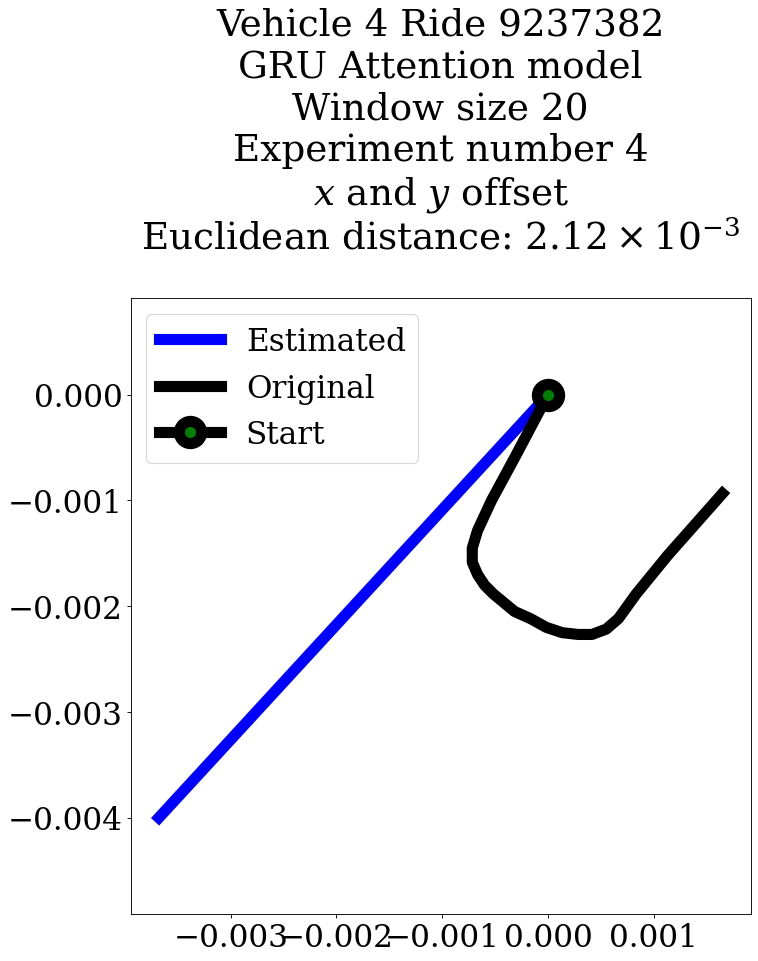 Vehicle 4 Ride 9237382
GRU Attention model
Window size 20
Experiment number 4
x and y offset
Euclidean distance: 2.12 × 10⁻³
Estimated
Original
Start
0.000
−0.001
−0.002
−0.003
−0.004
−0.003 −0.002 −0.001 0.000 0.001